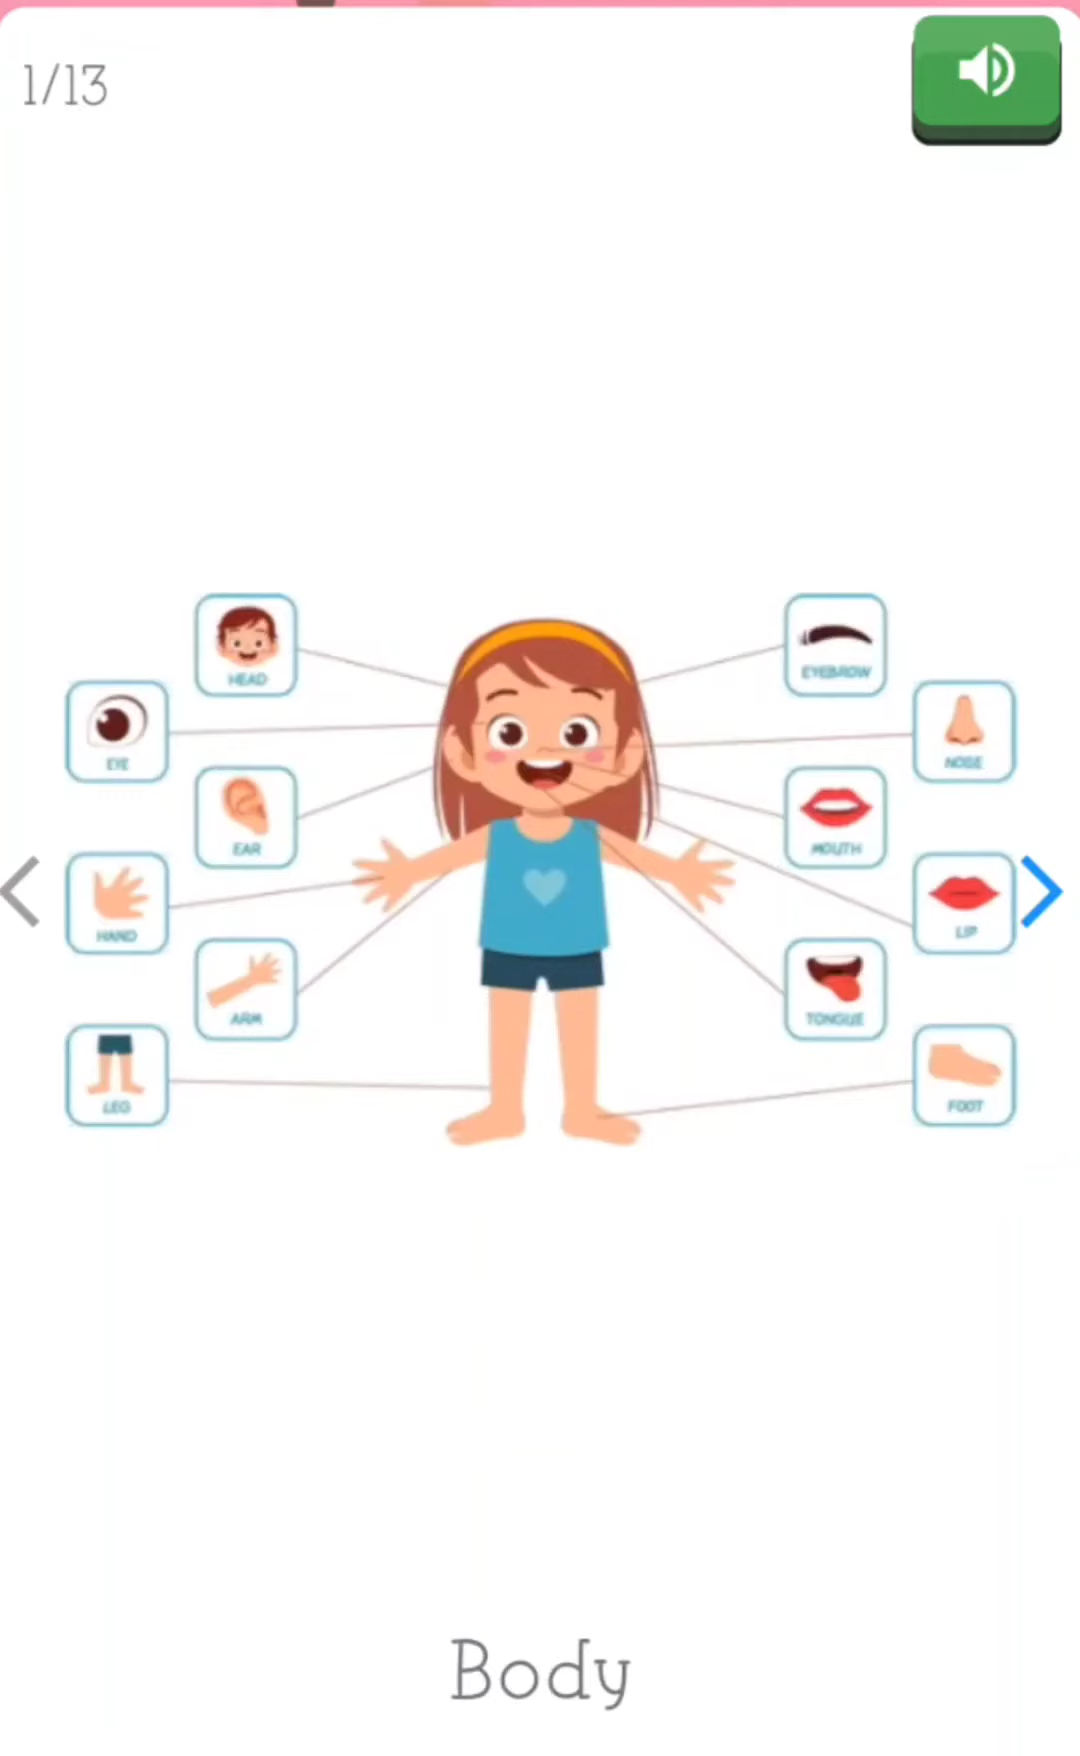 1/13
HEAD
EYEBROW
EYE
NOSE
EAR
MOUTH
HAND
LIP
ARM
TONGUE
LEG
FOOT
Body